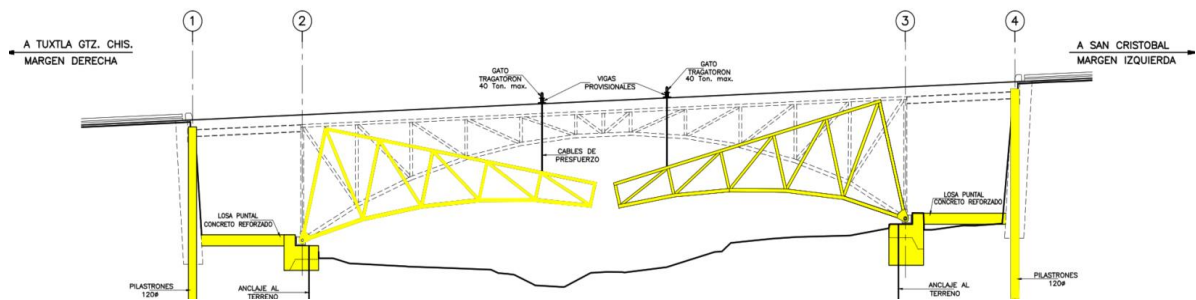 1
2
3
4
A TUXTLA GTZ. CHIS.
MARGEN DERECHA
A SAN CRISTOBAL
MARGEN IZQUIERDA
GATO
TRAGATORON
40 Ton. max.
VIGAS
PROVISIONALES
GATO
TRAGATORON
40 Ton. max.
CABLES DE
PRESFUERZO
LOSA PUNTAL
CONCRETO REFORZADO
LOSA PUNTAL
CONCRETO REFORZADO
PILASTRONES
120ø
ANCLAJE AL
TERRENO
ANCLAJE AL
TERRENO
PILASTRONES
120ø